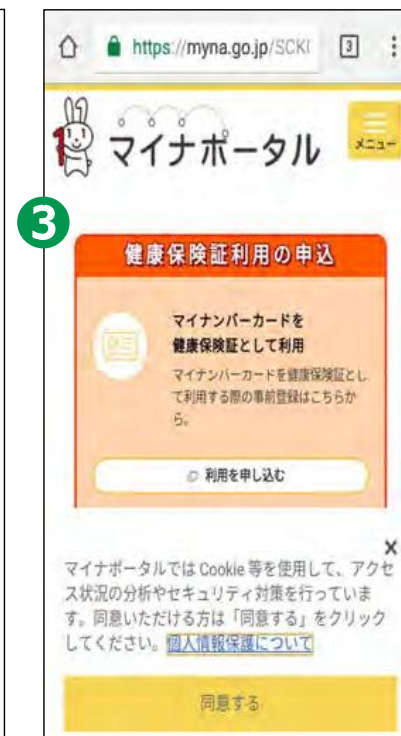 https://myna.go.jp/SCK
3
マイナポータル
メニュー
3
健康保険証利用の申込
マイナンバーカードを
健康保険証として利用
マイナンバーカードを健康保険証とし
て利用する際の事前登録はこちらか
ら。
利用を申し込む
×
マイナポータルでは Cookie 等を使用して、アクセ
ス状況の分析やセキュリティ対策を行っていま
す。同意いただける方は「同意する」をクリック
してください。個人情報保護について
同意する